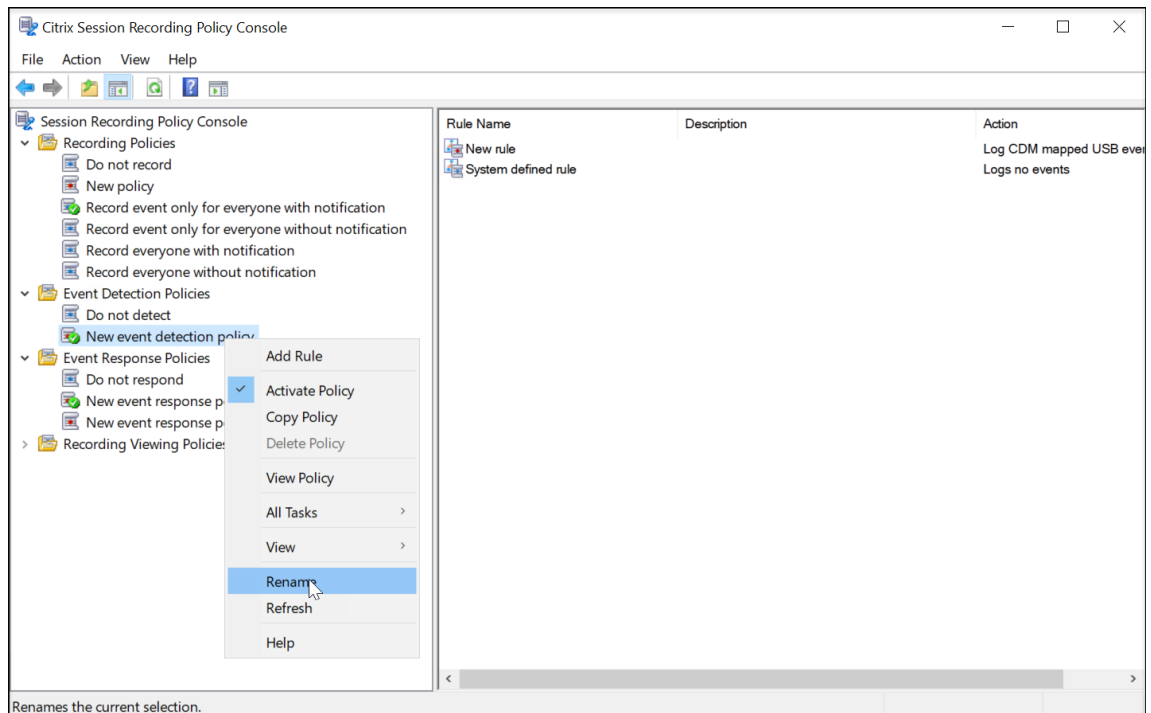 Citrix Session Recording Policy Console
File Action View Help
Session Recording Policy Console
Recording Policies
Do not record
New policy
Record event only for everyone with notification
Record event only for everyone without notification
Record everyone with notification
Record everyone without notification
Event Detection Policies
Do not detect
New event detection policy
Event Response Policies
Do not respond
New event response p
New event response p
Recording Viewing Policies
Add Rule
Activate Policy
Copy Policy
Delete Policy
View Policy
All Tasks
View
Rename
Refresh
Help
Rule Name Description Action
New rule Log CDM mapped USB ever
System defined rule Logs no events
Renames the current selection.